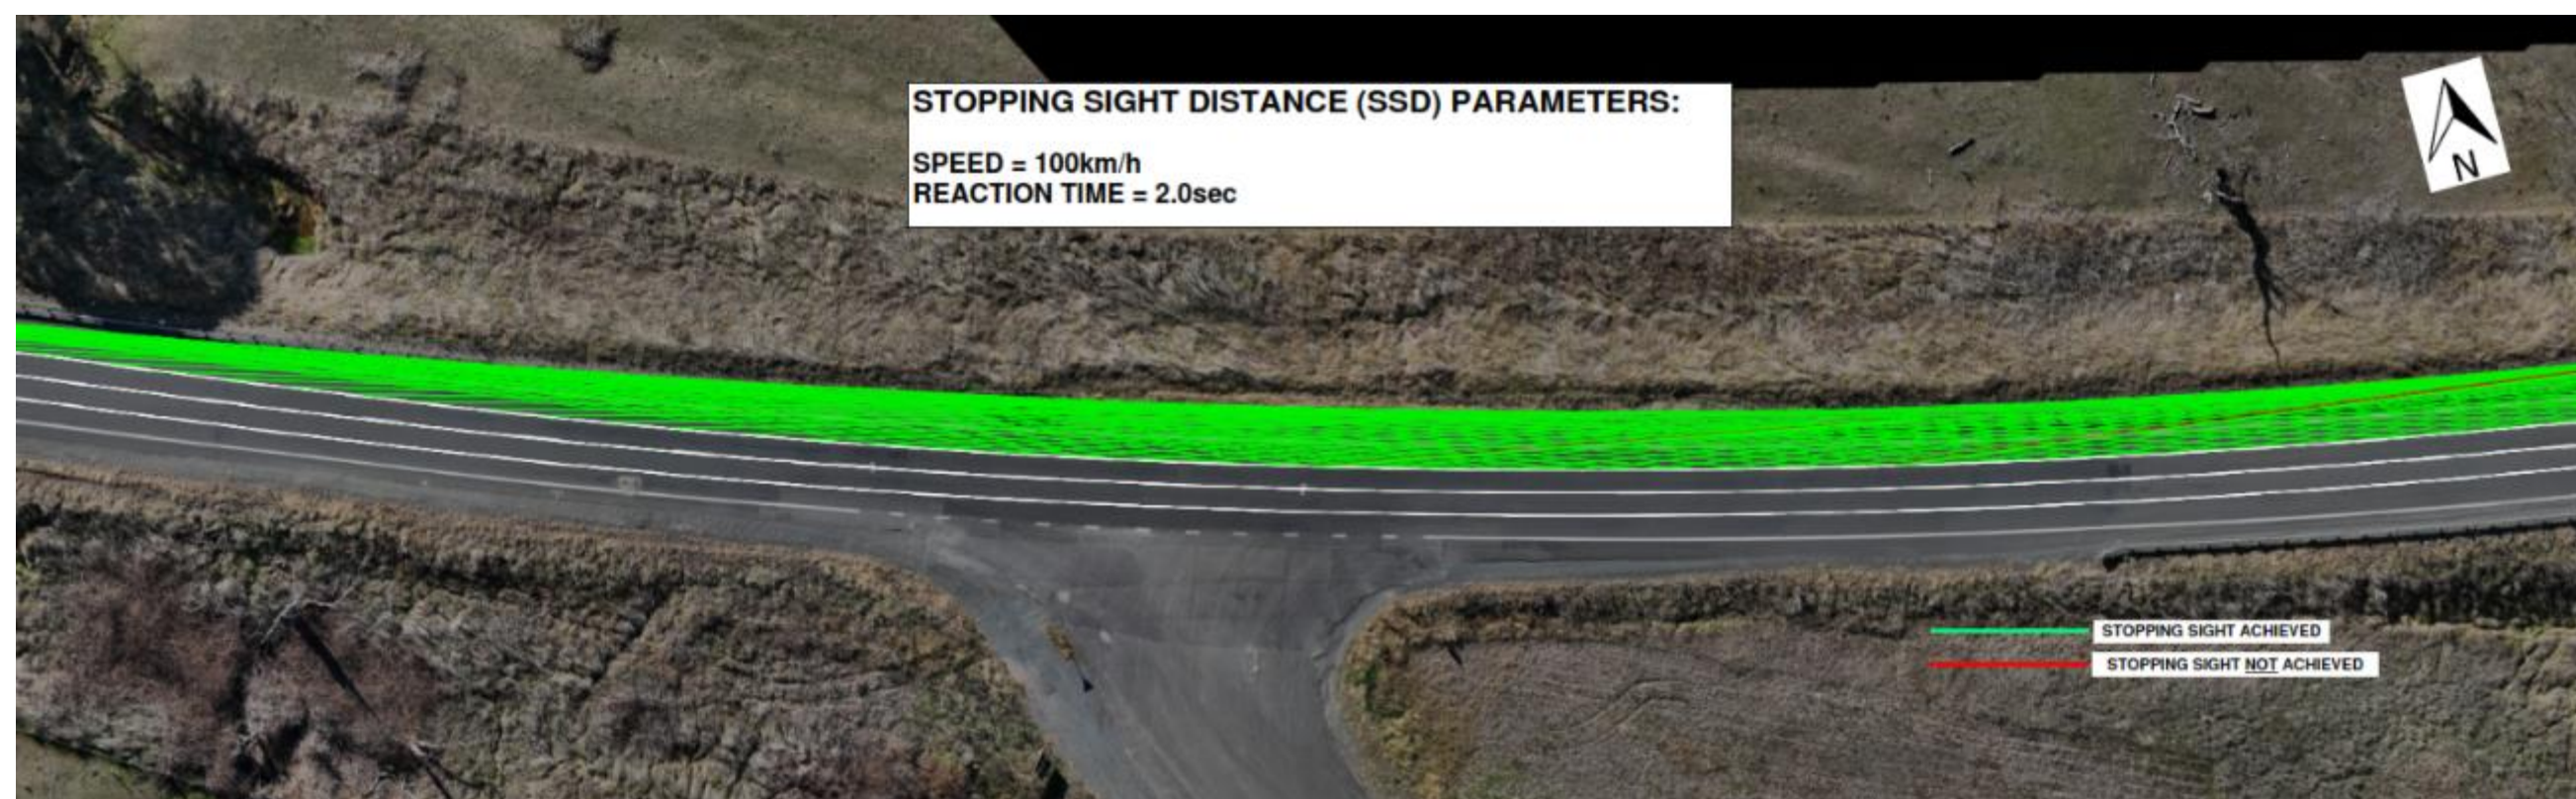 STOPPING SIGHT DISTANCE (SSD) PARAMETERS:
SPEED = 100km/h
REACTION TIME = 2.0sec
N
STOPPING SIGHT ACHIEVED
STOPPING SIGHT NOT ACHIEVED